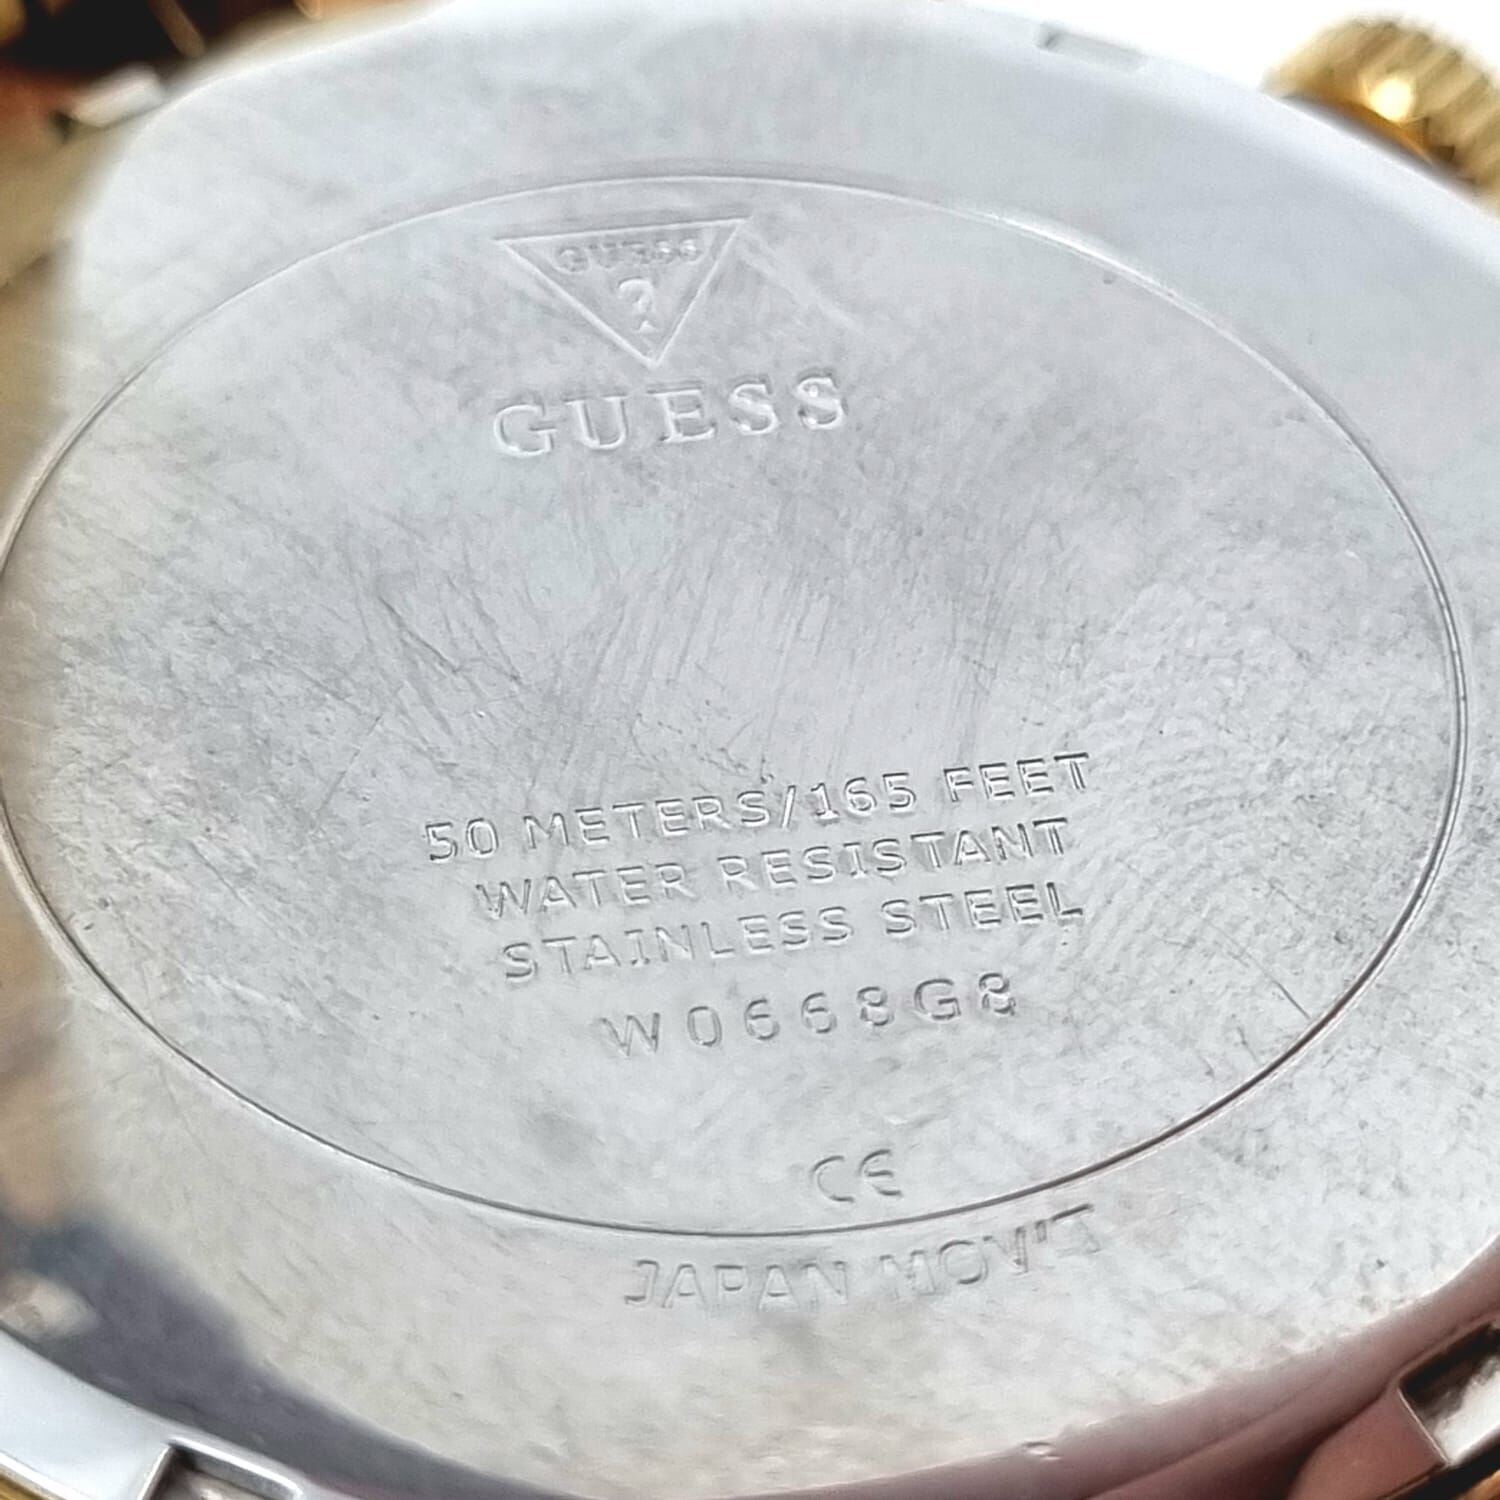 GUESS
?
GUESS
50 METERS/165 FEET
WATER RESISTANT
STAINLESS STEEL
W0668G8
CE
JAPAN MOV'T